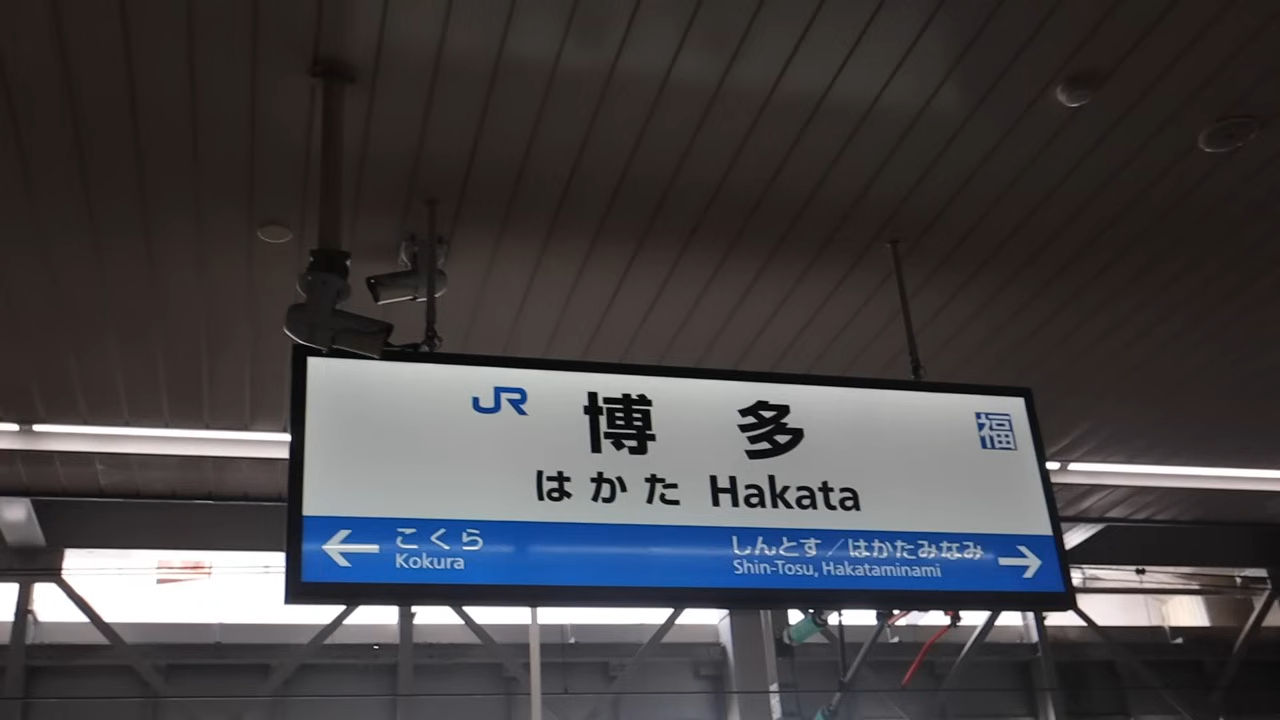 JR 博多 福
はかた Hakata
こくら しんとす／はかたみなみ
Kokura Shin-Tosu, Hakataminami